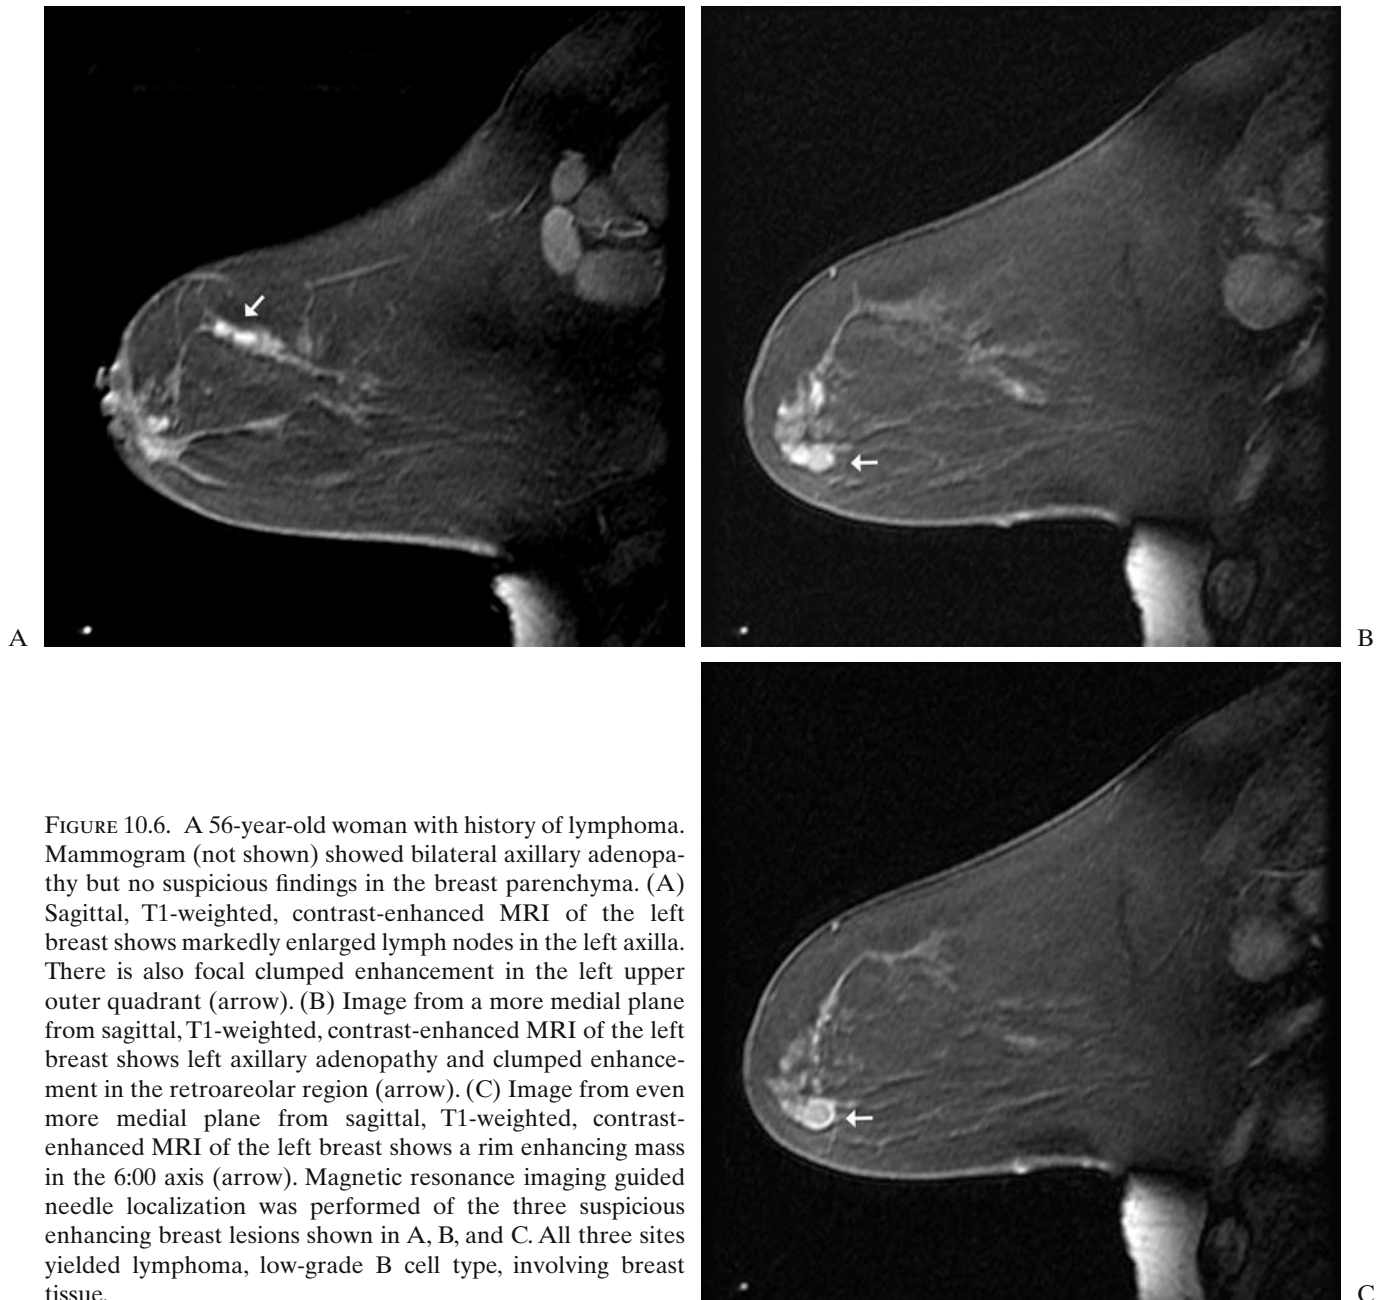 A
B
FIGURE 10.6. A 56-year-old woman with history of lymphoma.
Mammogram (not shown) showed bilateral axillary adenopa-
thy but no suspicious findings in the breast parenchyma. (A)
Sagittal, T1-weighted, contrast-enhanced MRI of the left
breast shows markedly enlarged lymph nodes in the left axilla.
There is also focal clumped enhancement in the left upper
outer quadrant (arrow). (B) Image from a more medial plane
from sagittal, T1-weighted, contrast-enhanced MRI of the left
breast shows left axillary adenopathy and clumped enhance-
ment in the retroareolar region (arrow). (C) Image from even
more medial plane from sagittal, T1-weighted, contrast-
enhanced MRI of the left breast shows a rim enhancing mass
in the 6:00 axis (arrow). Magnetic resonance imaging guided
needle localization was performed of the three suspicious
enhancing breast lesions shown in A, B, and C. All three sites
yielded lymphoma, low-grade B cell type, involving breast
tissue.
C